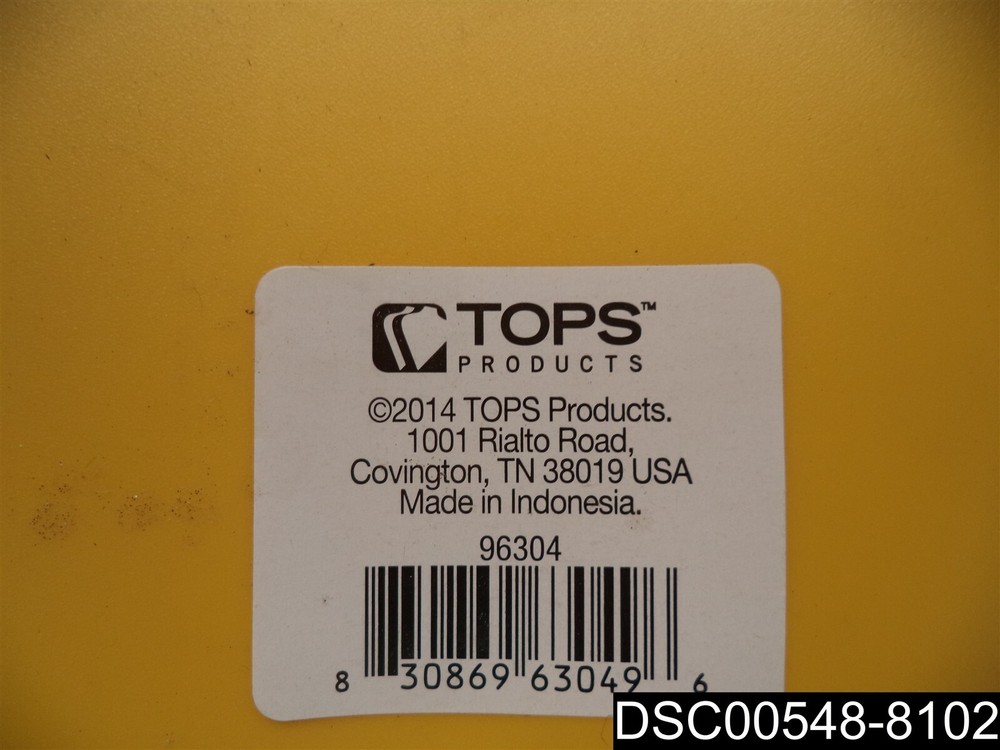 TOPS™
PRODUCTS
©2014 TOPS Products.
1001 Rialto Road,
Covington, TN 38019 USA
Made in Indonesia.
96304
8 30869 63049 6
DSC00548-8102